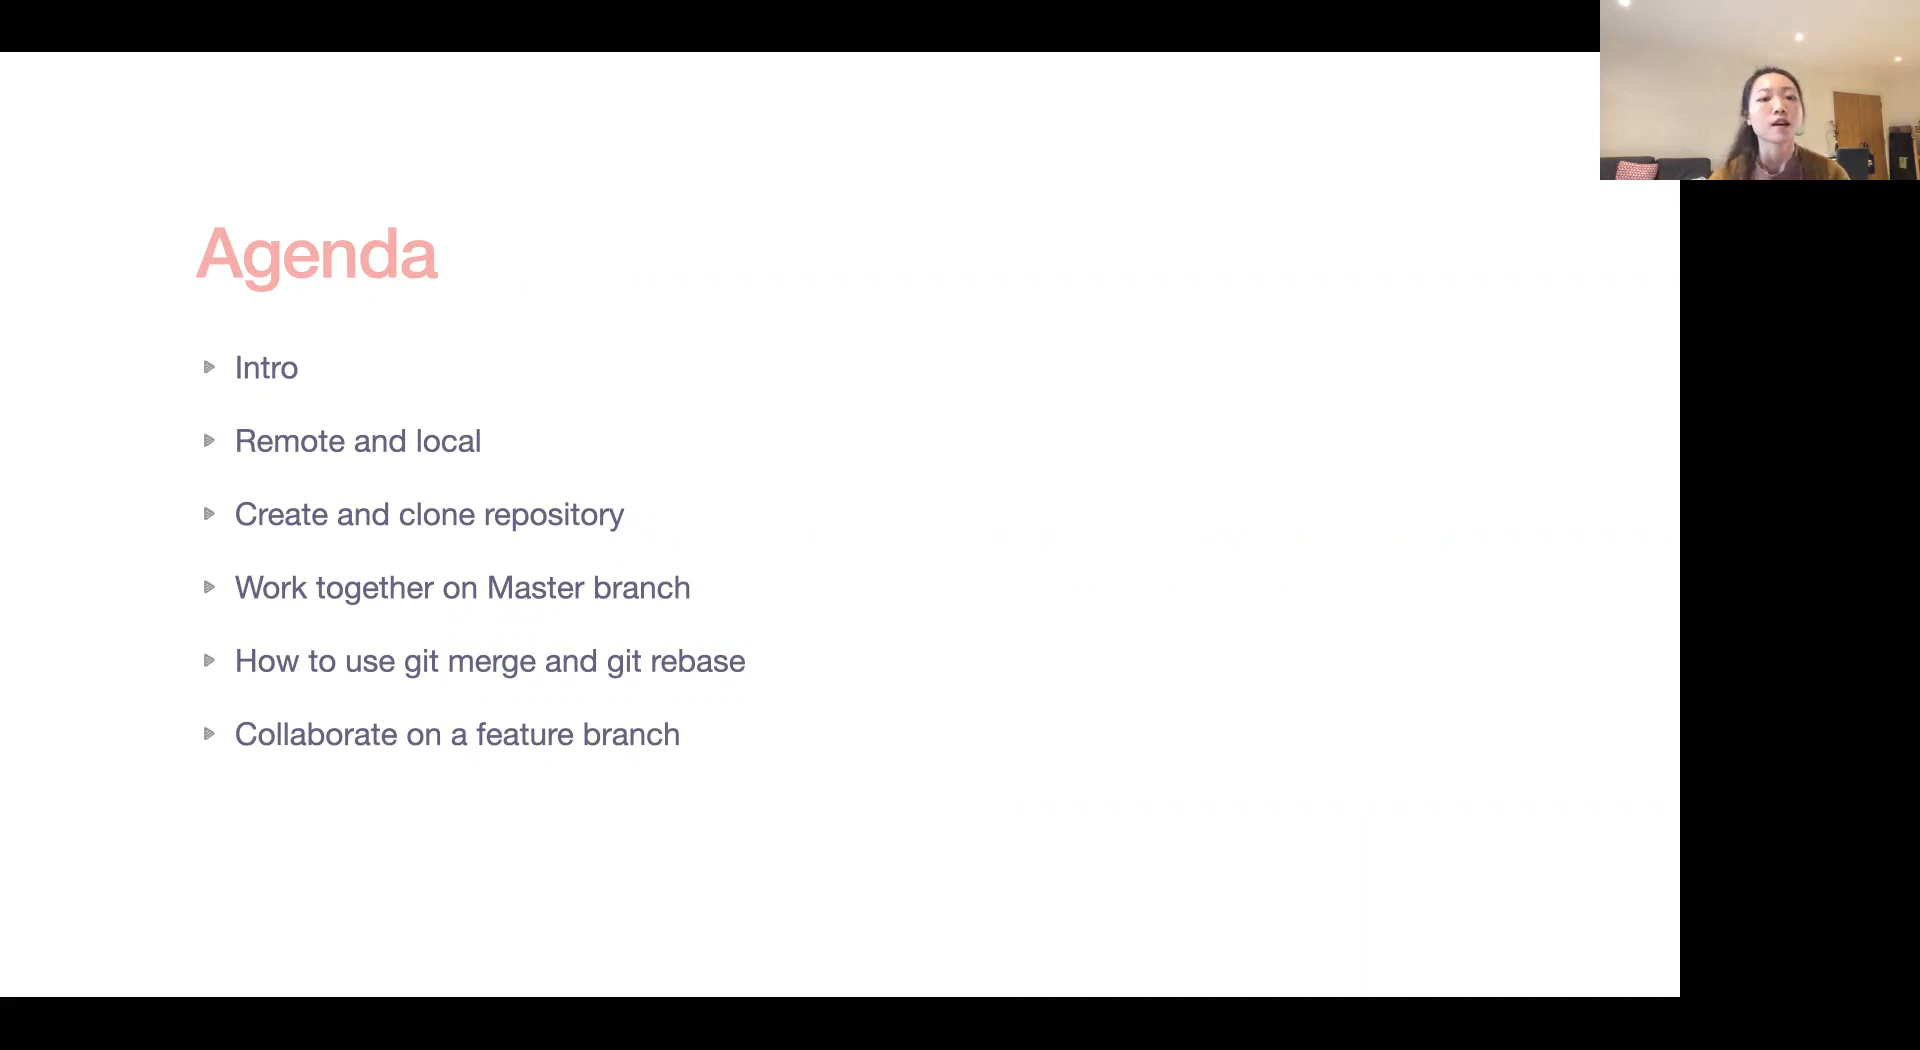 Agenda
Intro
Remote and local
Create and clone repository
Work together on Master branch
How to use git merge and git rebase
Collaborate on a feature branch